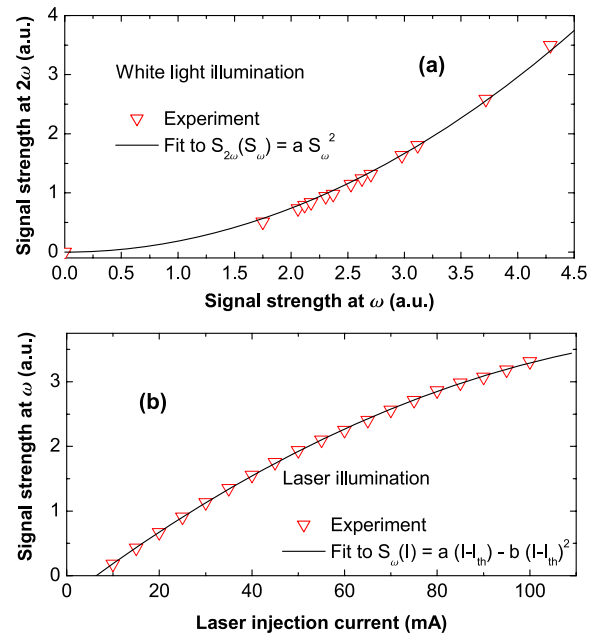 (a)
White light illumination
Experiment
Fit to S2ω(Sω) = a Sω²
Signal strength at 2ω (a.u.)
4
3
2
1
0
0.0 0.5 1.0 1.5 2.0 2.5 3.0 3.5 4.0 4.5
Signal strength at ω (a.u.)
(b)
Laser illumination
Experiment
Fit to Sω(I) = a (I-Ith) - b (I-Ith)²
Signal strength at ω (a.u.)
5
4
3
2
1
0
0 20 40 60 80 100
Laser injection current (mA)